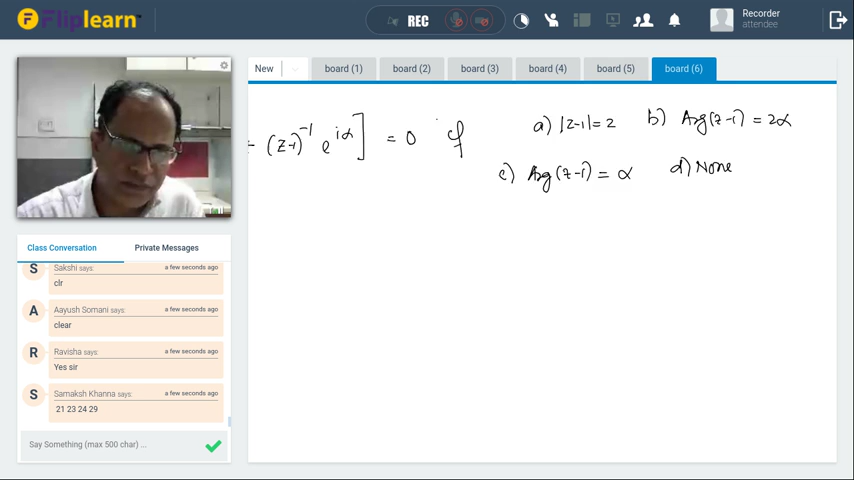 Fliplearn
REC
Recorder
attendee
New
board (1)
board (2)
board (3)
board (4)
board (5)
board (6)
(z-1)⁻¹ e^{iα}] = 0 if
a) |z-1| = 2
b) Arg(z-1) = 2α
c) Arg(z-1) = α
d) None
Class Conversation
Private Messages
S
Sakshi says:
a few seconds ago
clr
A
Aayush Somani says:
a few seconds ago
clear
R
Ravisha says:
a few seconds ago
Yes sir
S
Samaksh Khanna says:
a few seconds ago
21 23 24 29
Say Something (max 500 char) ...